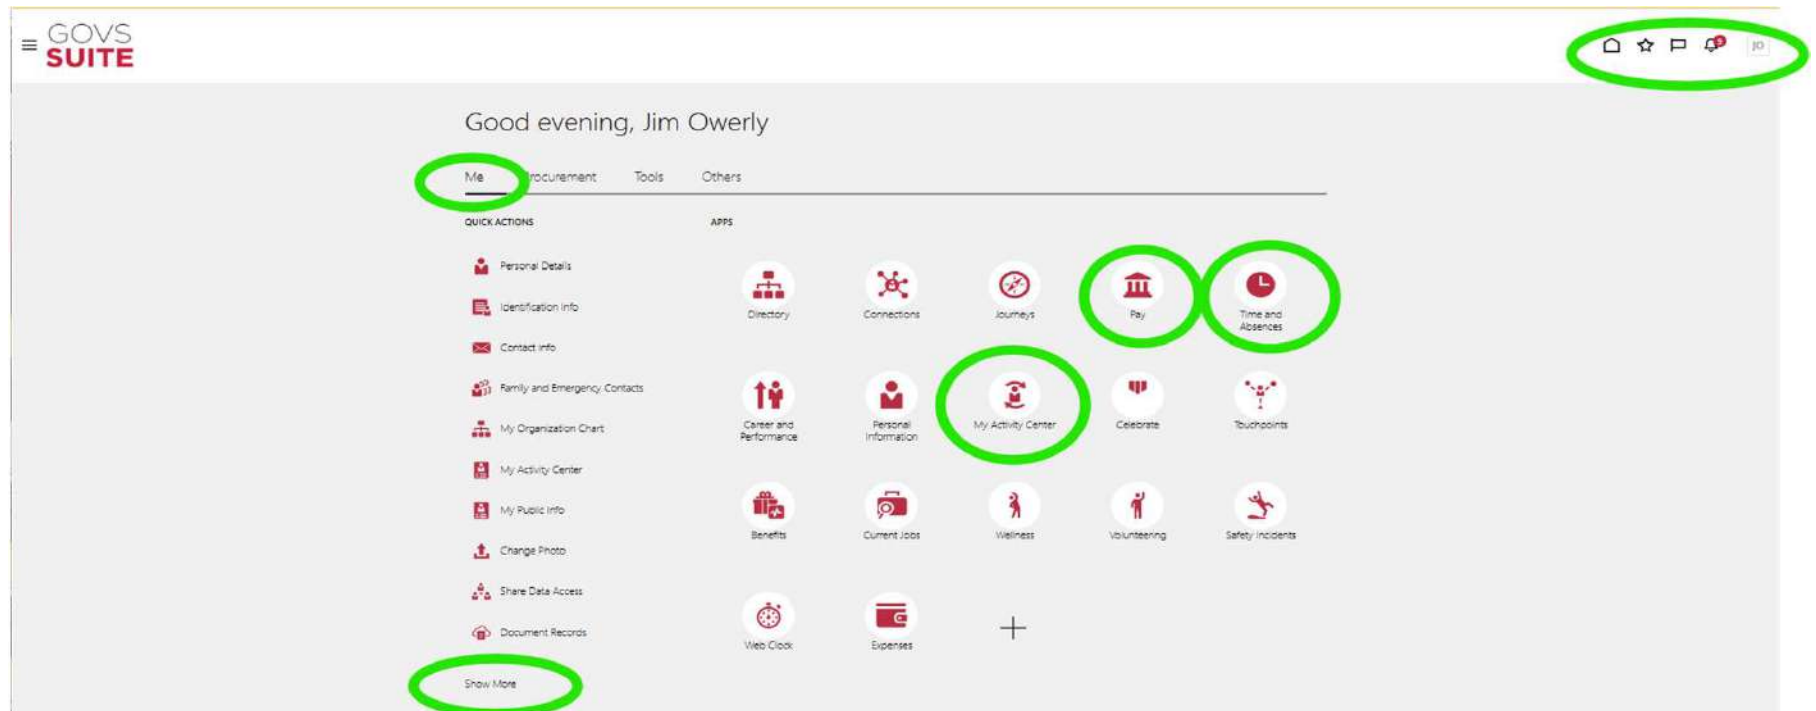 GOVS
SUITE
9
JO
Good evening, Jim Owerly
Me Procurement Tools Others
QUICK ACTIONS
APPS
Personal Details
Identification Info
Contact Info
Family and Emergency Contacts
My Organization Chart
My Activity Center
My Public Info
Change Photo
Share Data Access
Document Records
Show More
Directory
Connections
Journeys
Pay
Time and
Absences
Career and
Performance
Personal
Information
My Activity Center
Celebrate
Touchpoints
Benefits
Current Jobs
Wellness
Volunteering
Safety Incidents
Web Clock
Expenses